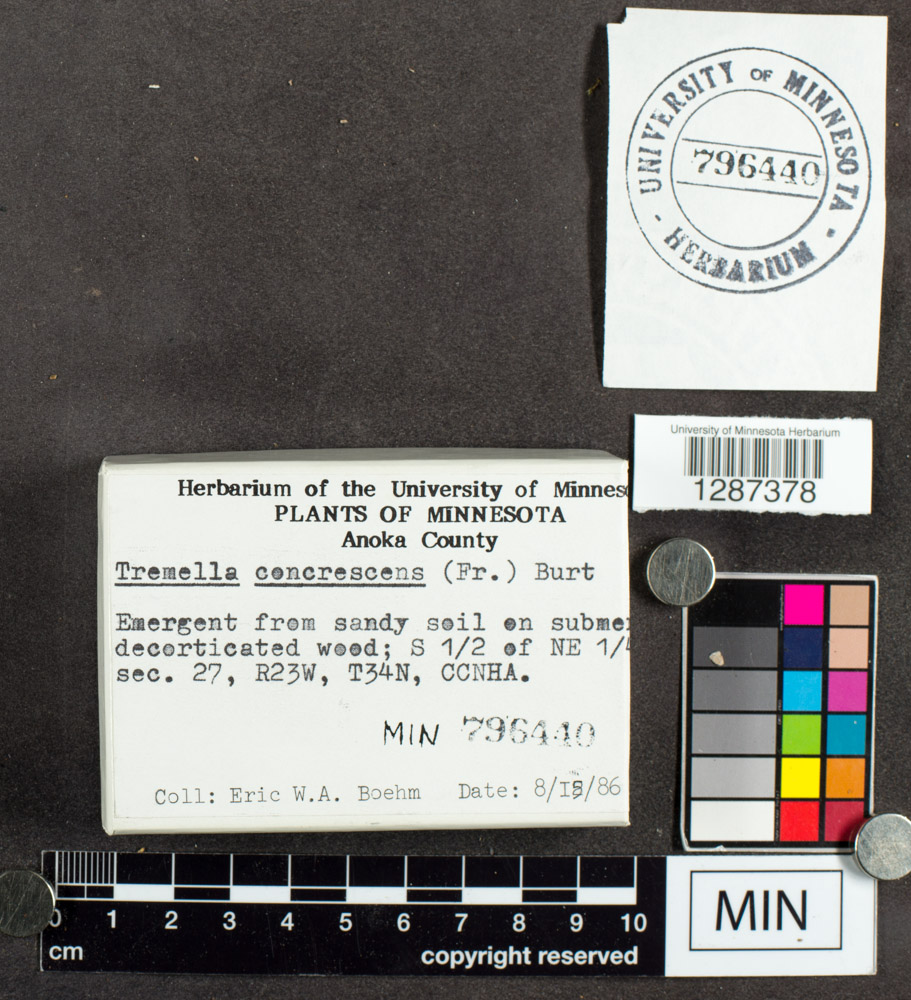 UNIVERSITY OF MINNESOTA
796440
- HERBARIUM -
University of Minnesota Herbarium
1287378
Herbarium of the University of Minneso
PLANTS OF MINNESOTA
Anoka County
Tremella concrescens (Fr.) Burt
Emergent from sandy soil on submer
decorticated wood; S 1/2 of NE 1/4
sec. 27, R23W, T34N, CCNHA.
MIN 796440
Coll: Eric W.A. Boehm Date: 8/ /86
0 1 2 3 4 5 6 7 8 9 10
cm copyright reserved
MIN